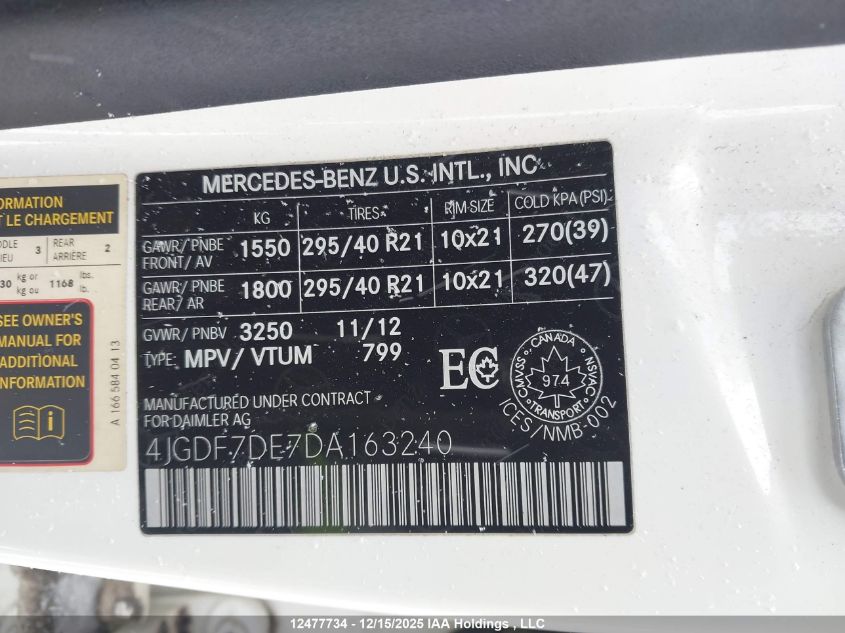 ORMATION
T LE CHARGEMENT
DDLE 3 REAR 2
IEU ARRIÈRE
30 kg or 1168 lbs.
kg ou lb.
SEE OWNER'S
MANUAL FOR
ADDITIONAL
INFORMATION
A 166 584 04 13
MERCEDES-BENZ U.S. INTL., INC
KG TIRES RIM SIZE COLD KPA (PSI)
GAWR/PNBE FRONT/ AV 1550 295/40 R21 10x21 270(39)
GAWR/PNBE REAR/ AR 1800 295/40 R21 10x21 320(47)
GVWR/ PNBV 3250 11/12
TYPE: MPV/ VTUM 799
EC
CANADA
CMVSS NSVAC
974
TRANSPORT
ICES/NMB-002
MANUFACTURED UNDER CONTRACT
FOR DAIMLER AG
4JGDF7DE7DA163240
12477734 - 12/15/2025 IAA Holdings , LLC